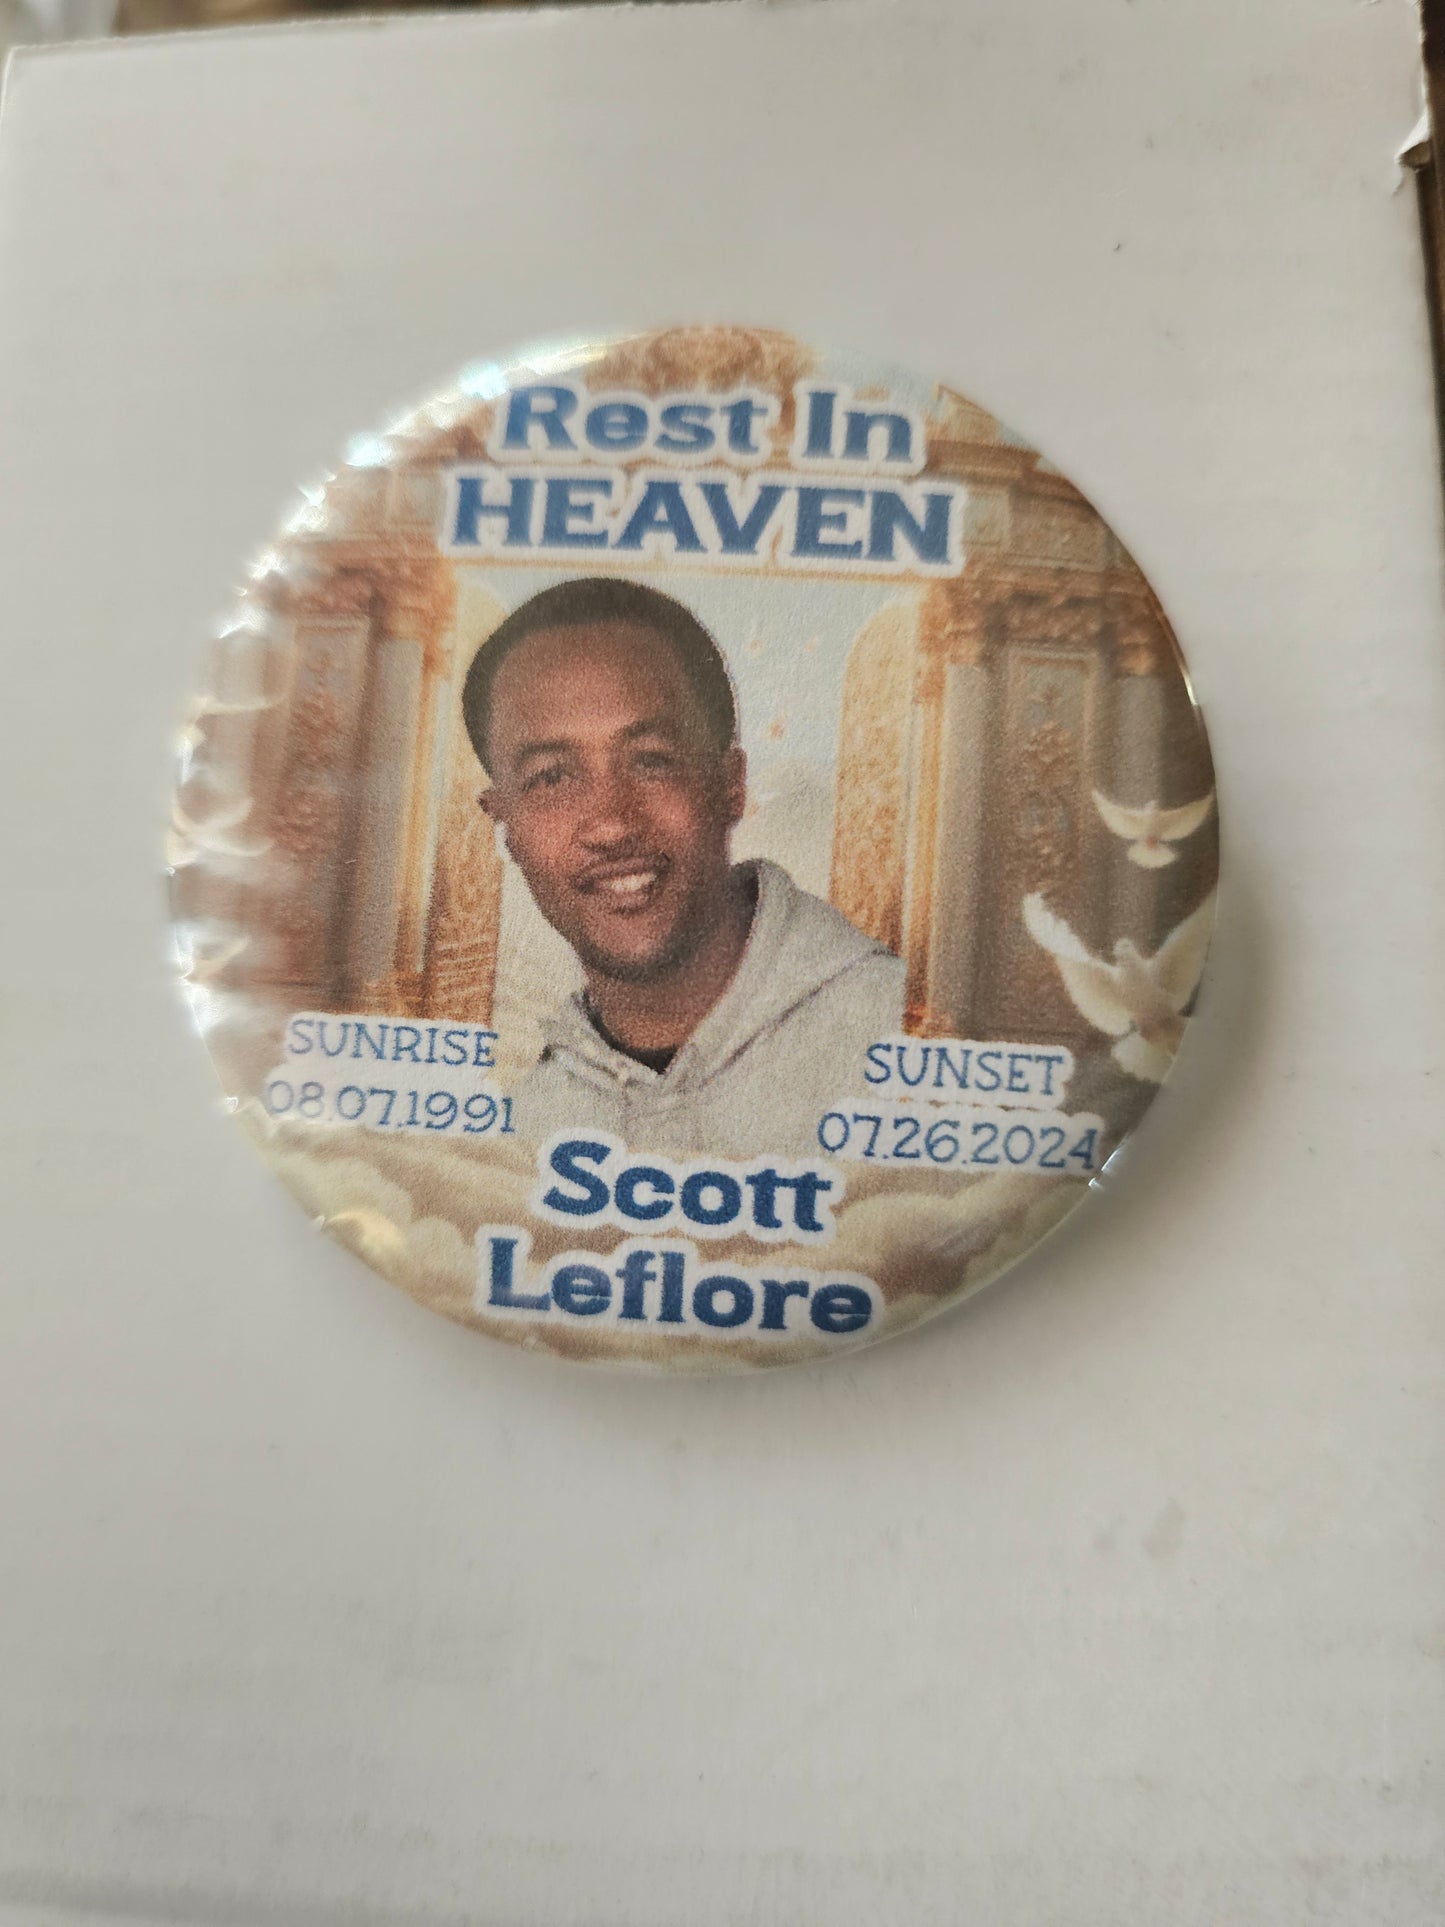 Rest In
HEAVEN
SUNRISE
08.07.1991
SUNSET
07.26.2024
Scott
Leflore